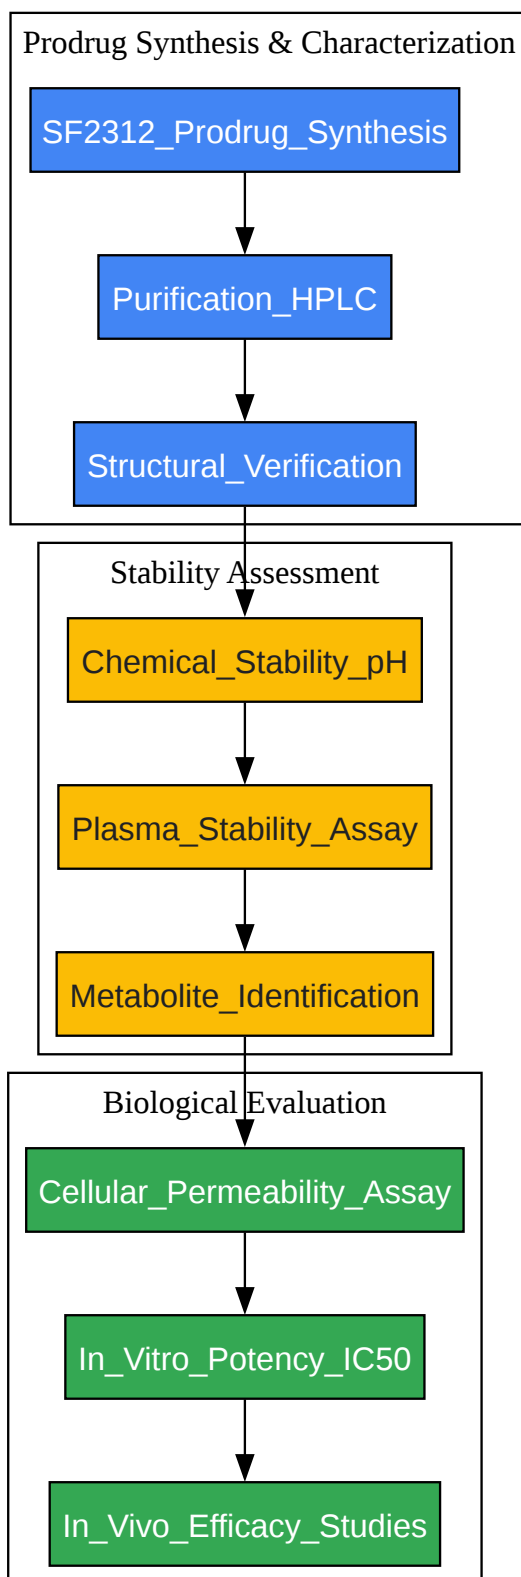 Prodrug Synthesis & Characterization
SF2312_Prodrug_Synthesis
Purification_HPLC
Structural_Verification
Stability Assessment
Chemical_Stability_pH
Plasma_Stability_Assay
Metabolite_Identification
Biological Evaluation
Cellular_Permeability_Assay
In_Vitro_Potency_IC50
In_Vivo_Efficacy_Studies